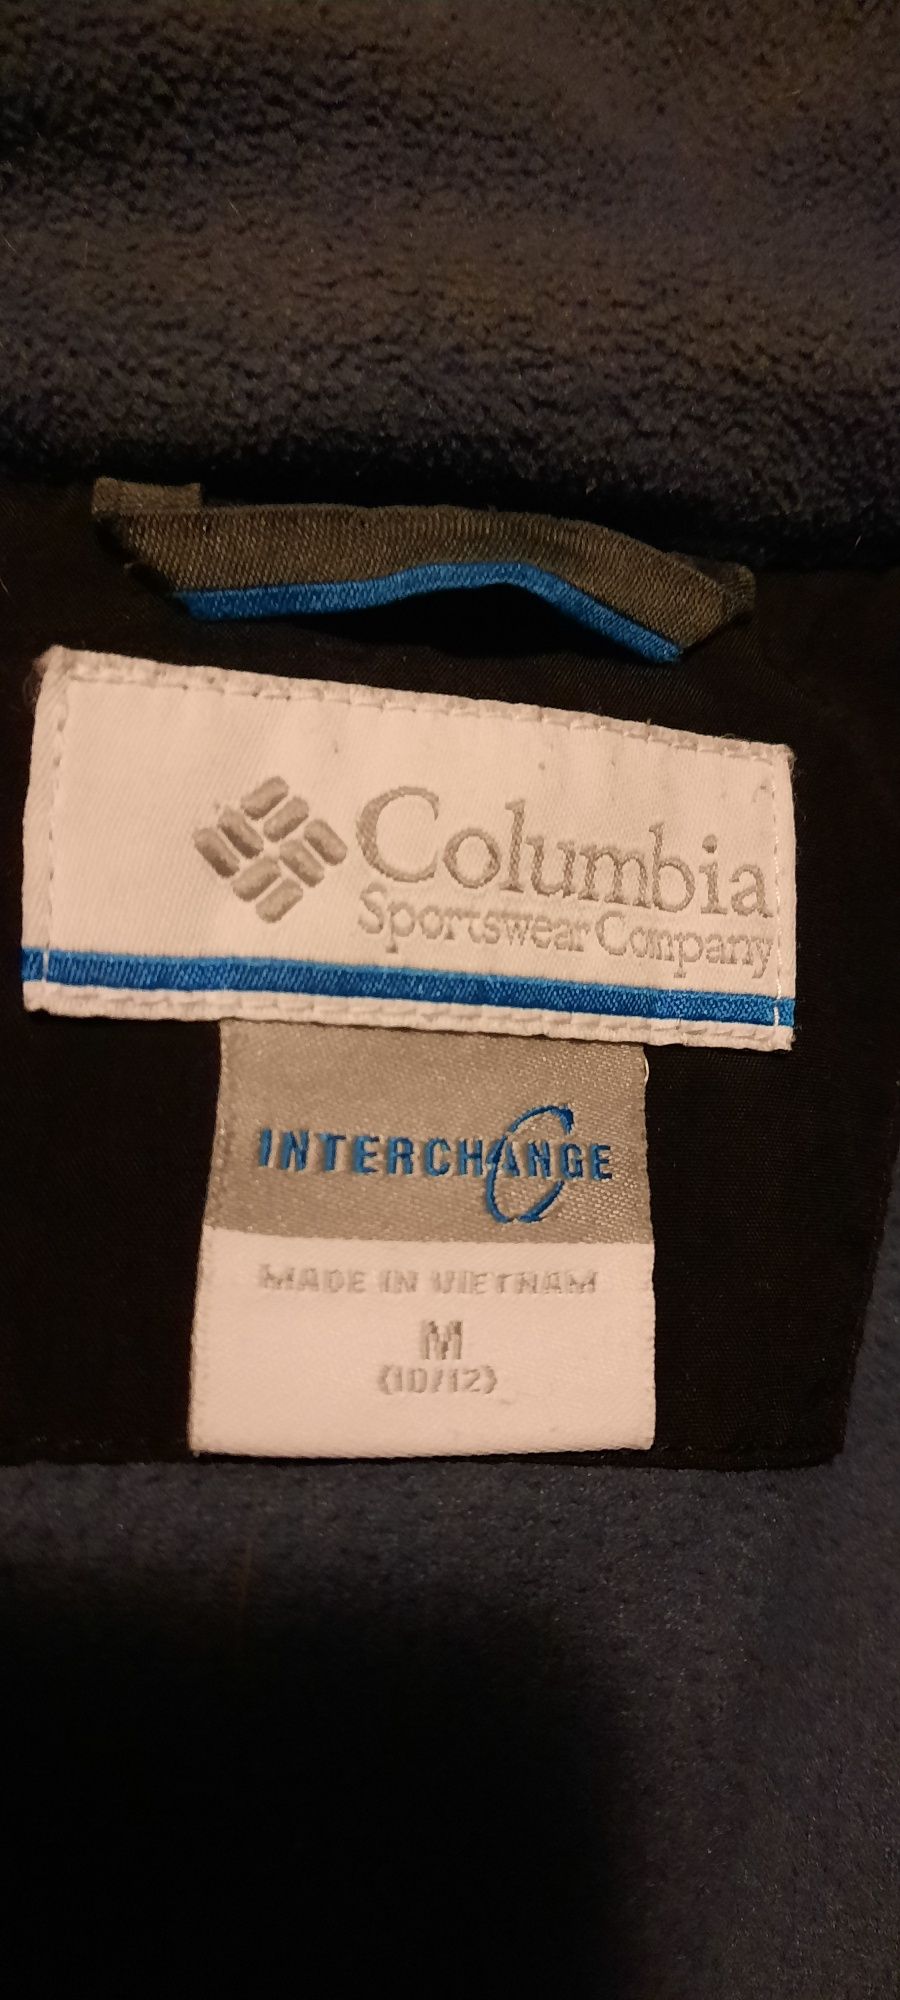 Columbia
Sportswear Company
INTERCHANGE
MADE IN VIETNAM
M
(10/12)